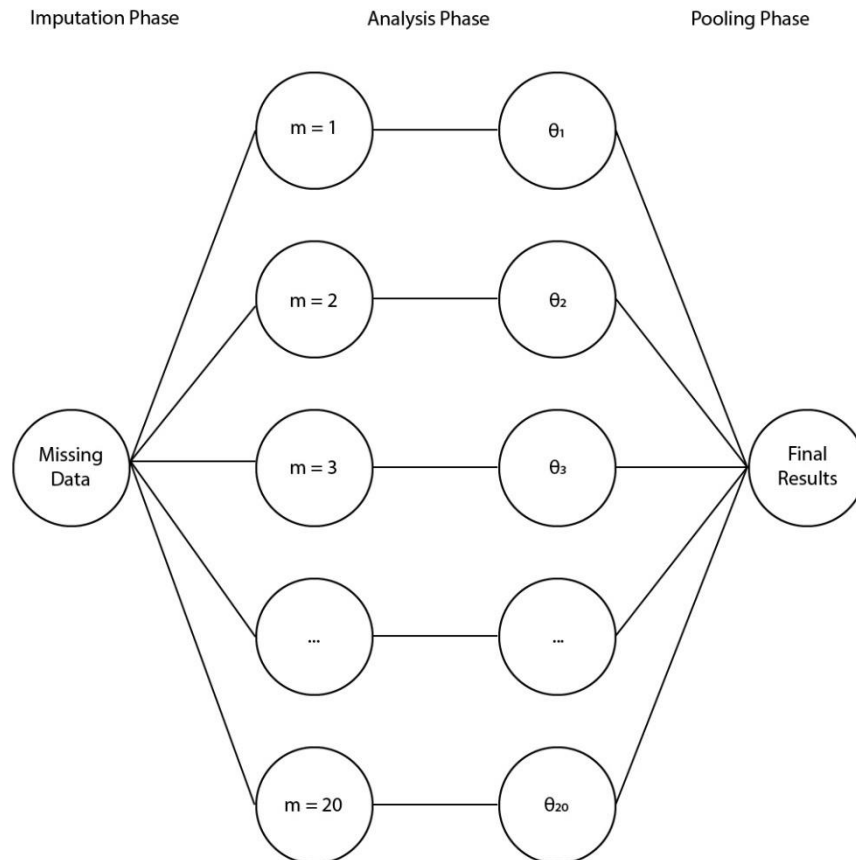 Imputation Phase
Analysis Phase
Pooling Phase
m = 1
θ₁
m = 2
θ₂
Missing
Data
m = 3
θ₃
Final
Results
...
...
m = 20
θ₂₀